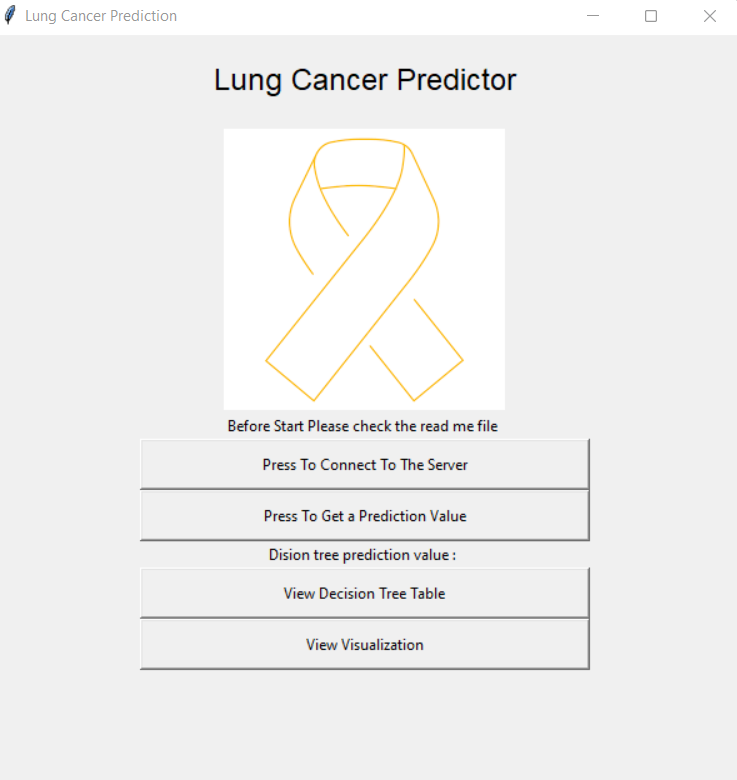 Lung Cancer Prediction
Lung Cancer Predictor
Before Start Please check the read me file
Press To Connect To The Server
Press To Get a Prediction Value
Dision tree prediction value :
View Decision Tree Table
View Visualization